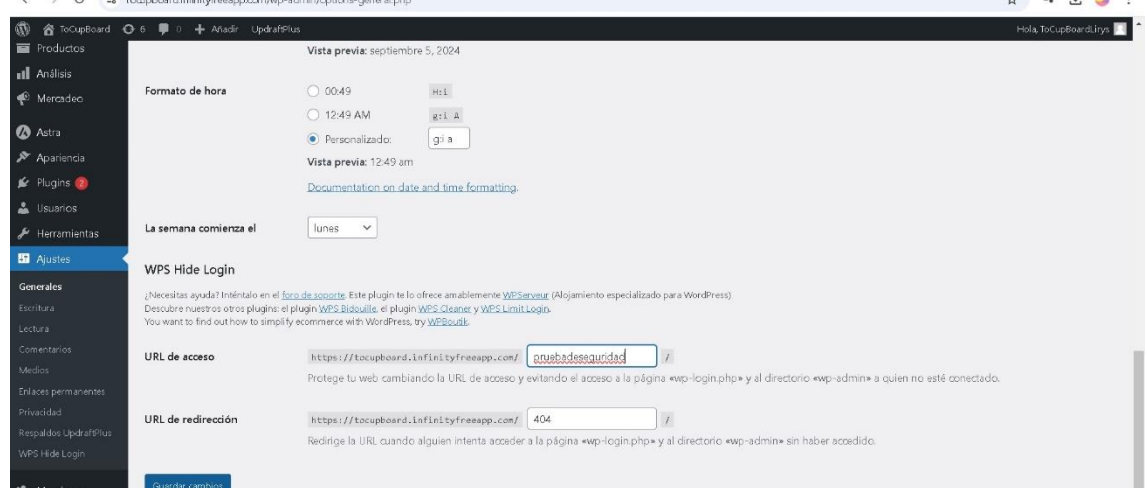 tocupboard.infinityfreeapp.com/wp-admin/options-general.php
ToCupBoard 6 0 + Añadir UpdraftPlus Hola, ToCupBoardLirys
Productos
Análisis
Mercadeo
Astra
Apariencia
Plugins 2
Usuarios
Herramientas
Ajustes
Generales
Escritura
Lectura
Comentarios
Medios
Enlaces permanentes
Privacidad
Respaldos UpdraftPlus
WPS Hide Login
Vista previa: septiembre 5, 2024
Formato de hora
00:49 H:i
12:49 AM g:i A
Personalizado: g:i a
Vista previa: 12:49 am
Documentation on date and time formatting.
La semana comienza el lunes
WPS Hide Login
¿Necesitas ayuda? Inténtalo en el foro de soporte. Este plugin te lo ofrece amablemente WPServeur (Alojamiento especializado para WordPress)
Descubre nuestros otros plugins: el plugin WPS Bidouille, el plugin WPS Cleaner y WPS Limit Login.
You want to find out how to simplify ecommerce with WordPress, try WPBoutik.
URL de acceso https://tocupboard.infinityfreeapp.com/ pruebadeseguridad /
Protege tu web cambiando la URL de acceso y evitando el acceso a la página «wp-login.php» y al directorio «wp-admin» a quien no esté conectado.
URL de redirección https://tocupboard.infinityfreeapp.com/ 404 /
Redirige la URL cuando alguien intenta acceder a la página «wp-login.php» y al directorio «wp-admin» sin haber accedido.
Guardar cambios